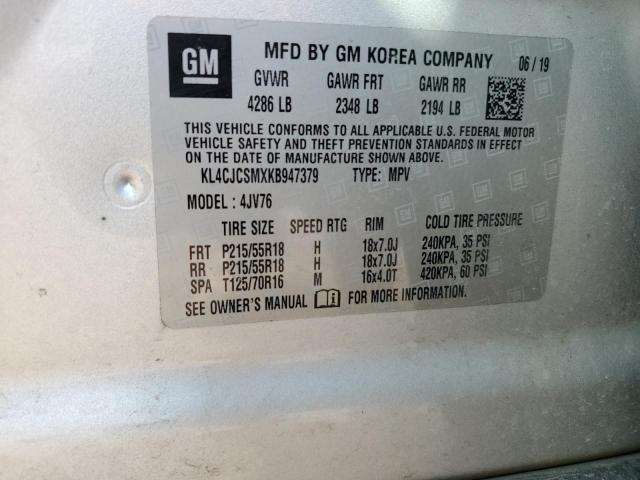 GM
MFD BY GM KOREA COMPANY 06/19
GVWR GAWR FRT GAWR RR
4286 LB 2348 LB 2194 LB
THIS VEHICLE CONFORMS TO ALL APPLICABLE U.S. FEDERAL MOTOR
VEHICLE SAFETY AND THEFT PREVENTION STANDARDS IN EFFECT
ON THE DATE OF MANUFACTURE SHOWN ABOVE.
KL4CJCSMXKB947379 TYPE: MPV
MODEL: 4JV76
TIRE SIZE SPEED RTG RIM COLD TIRE PRESSURE
FRT P215/55R18 H 18x7.0J 240KPA, 35 PSI
RR P215/55R18 H 18x7.0J 240KPA, 35 PSI
SPA T125/70R16 M 16x4.0T 420KPA, 60 PSI
SEE OWNER'S MANUAL FOR MORE INFORMATION.